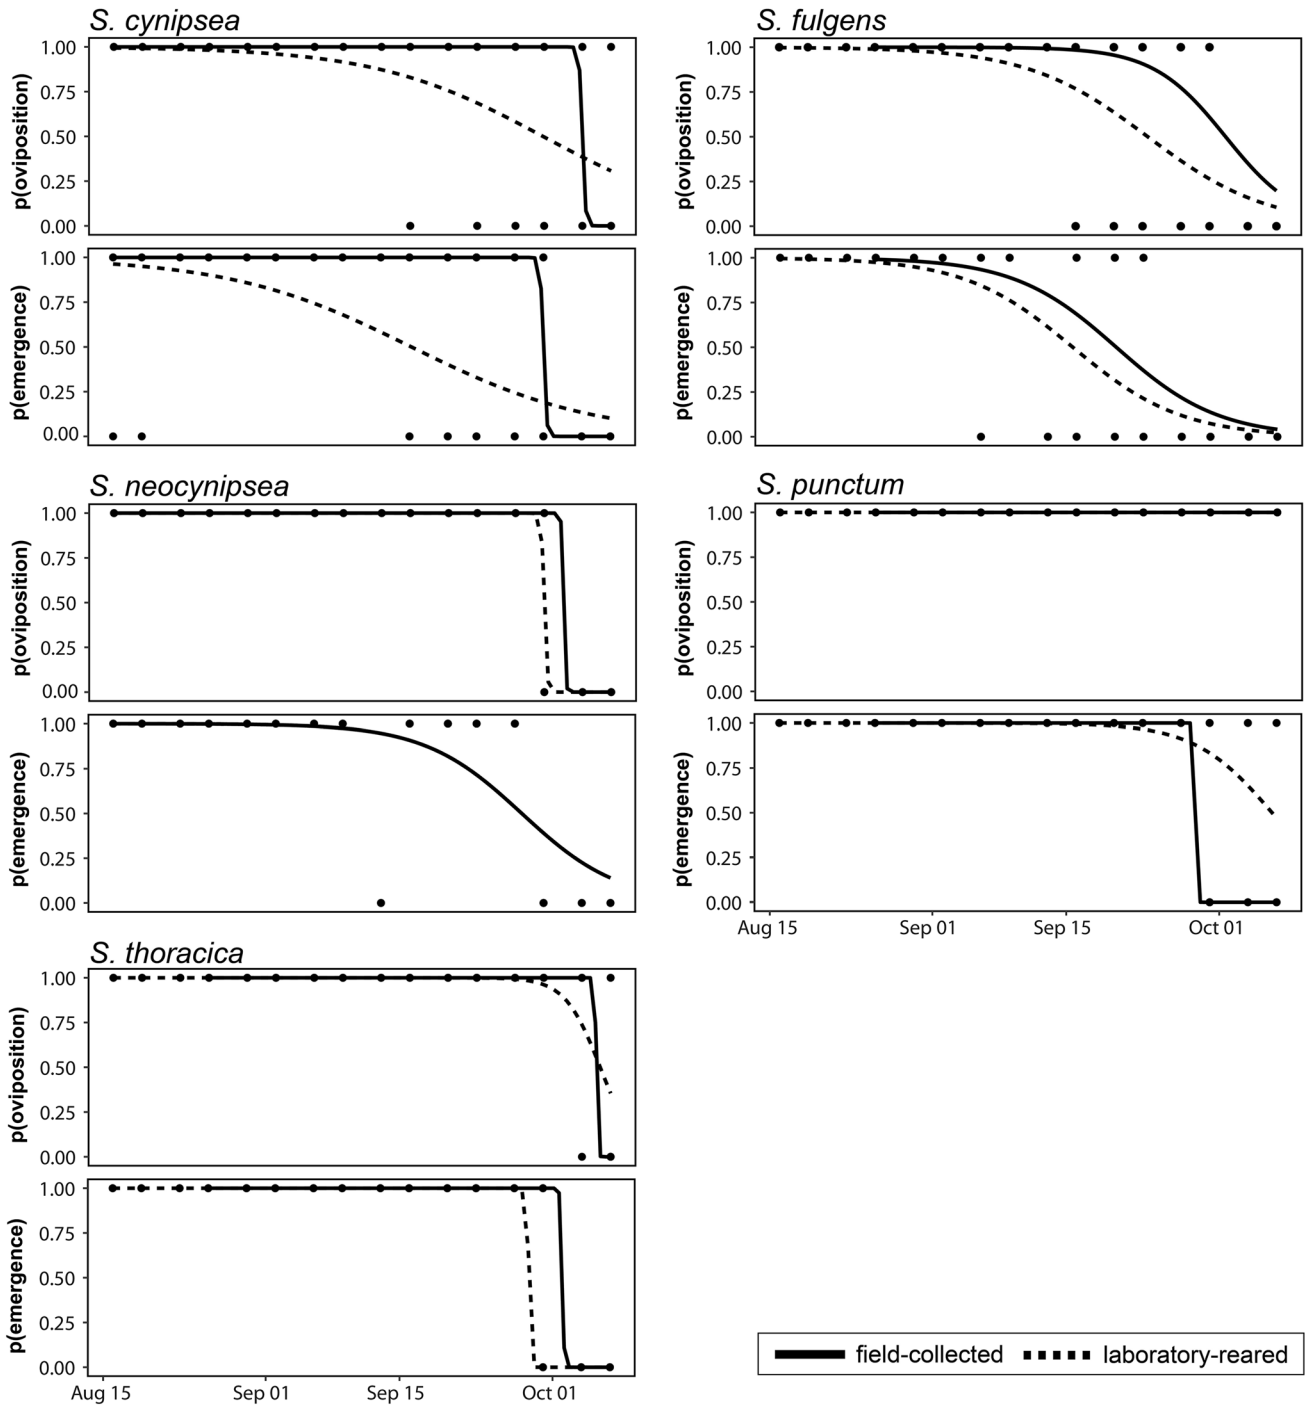 S. cynipsea
p(oviposition)
1.00
0.75
0.50
0.25
0.00
p(emergence)
1.00
0.75
0.50
0.25
0.00
S. fulgens
p(oviposition)
1.00
0.75
0.50
0.25
0.00
p(emergence)
1.00
0.75
0.50
0.25
0.00
S. neocynipsea
p(oviposition)
1.00
0.75
0.50
0.25
0.00
p(emergence)
1.00
0.75
0.50
0.25
0.00
S. punctum
p(oviposition)
1.00
0.75
0.50
0.25
0.00
p(emergence)
1.00
0.75
0.50
0.25
0.00
Aug 15 Sep 01 Sep 15 Oct 01
S. thoracica
p(oviposition)
1.00
0.75
0.50
0.25
0.00
p(emergence)
1.00
0.75
0.50
0.25
0.00
Aug 15 Sep 01 Sep 15 Oct 01
field-collected laboratory-reared